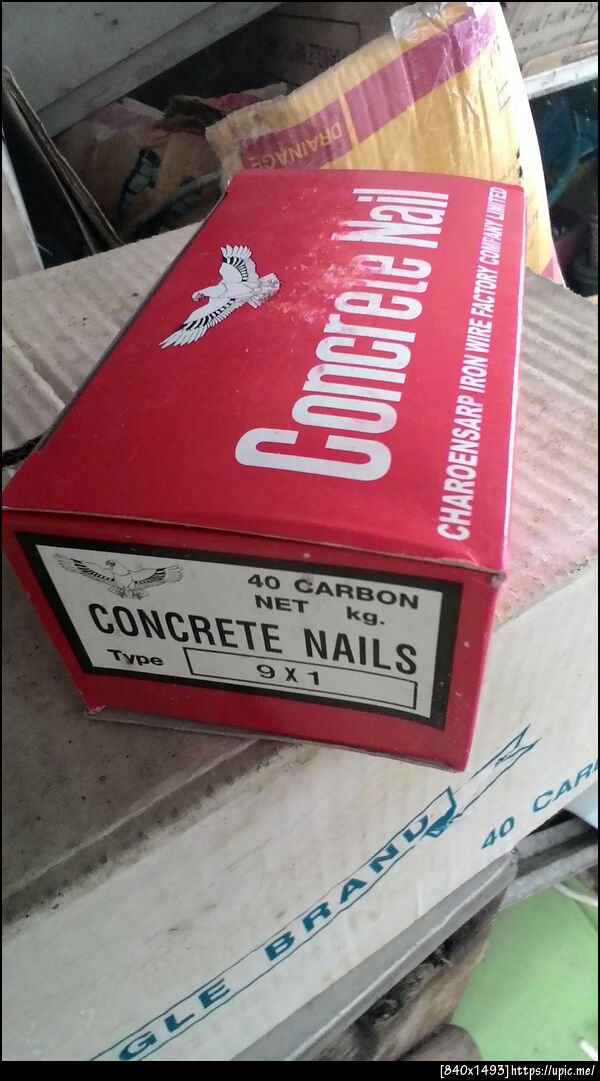 DRAINAGE
Concrete Nail
CHAROENSARP IRON WIRE FACTORY COMPANY LIMITED
40 CARBON
NET kg.
CONCRETE NAILS
Type 9 X 1
GLE BRAND
40 CAR
[840x1493]https://upic.me/